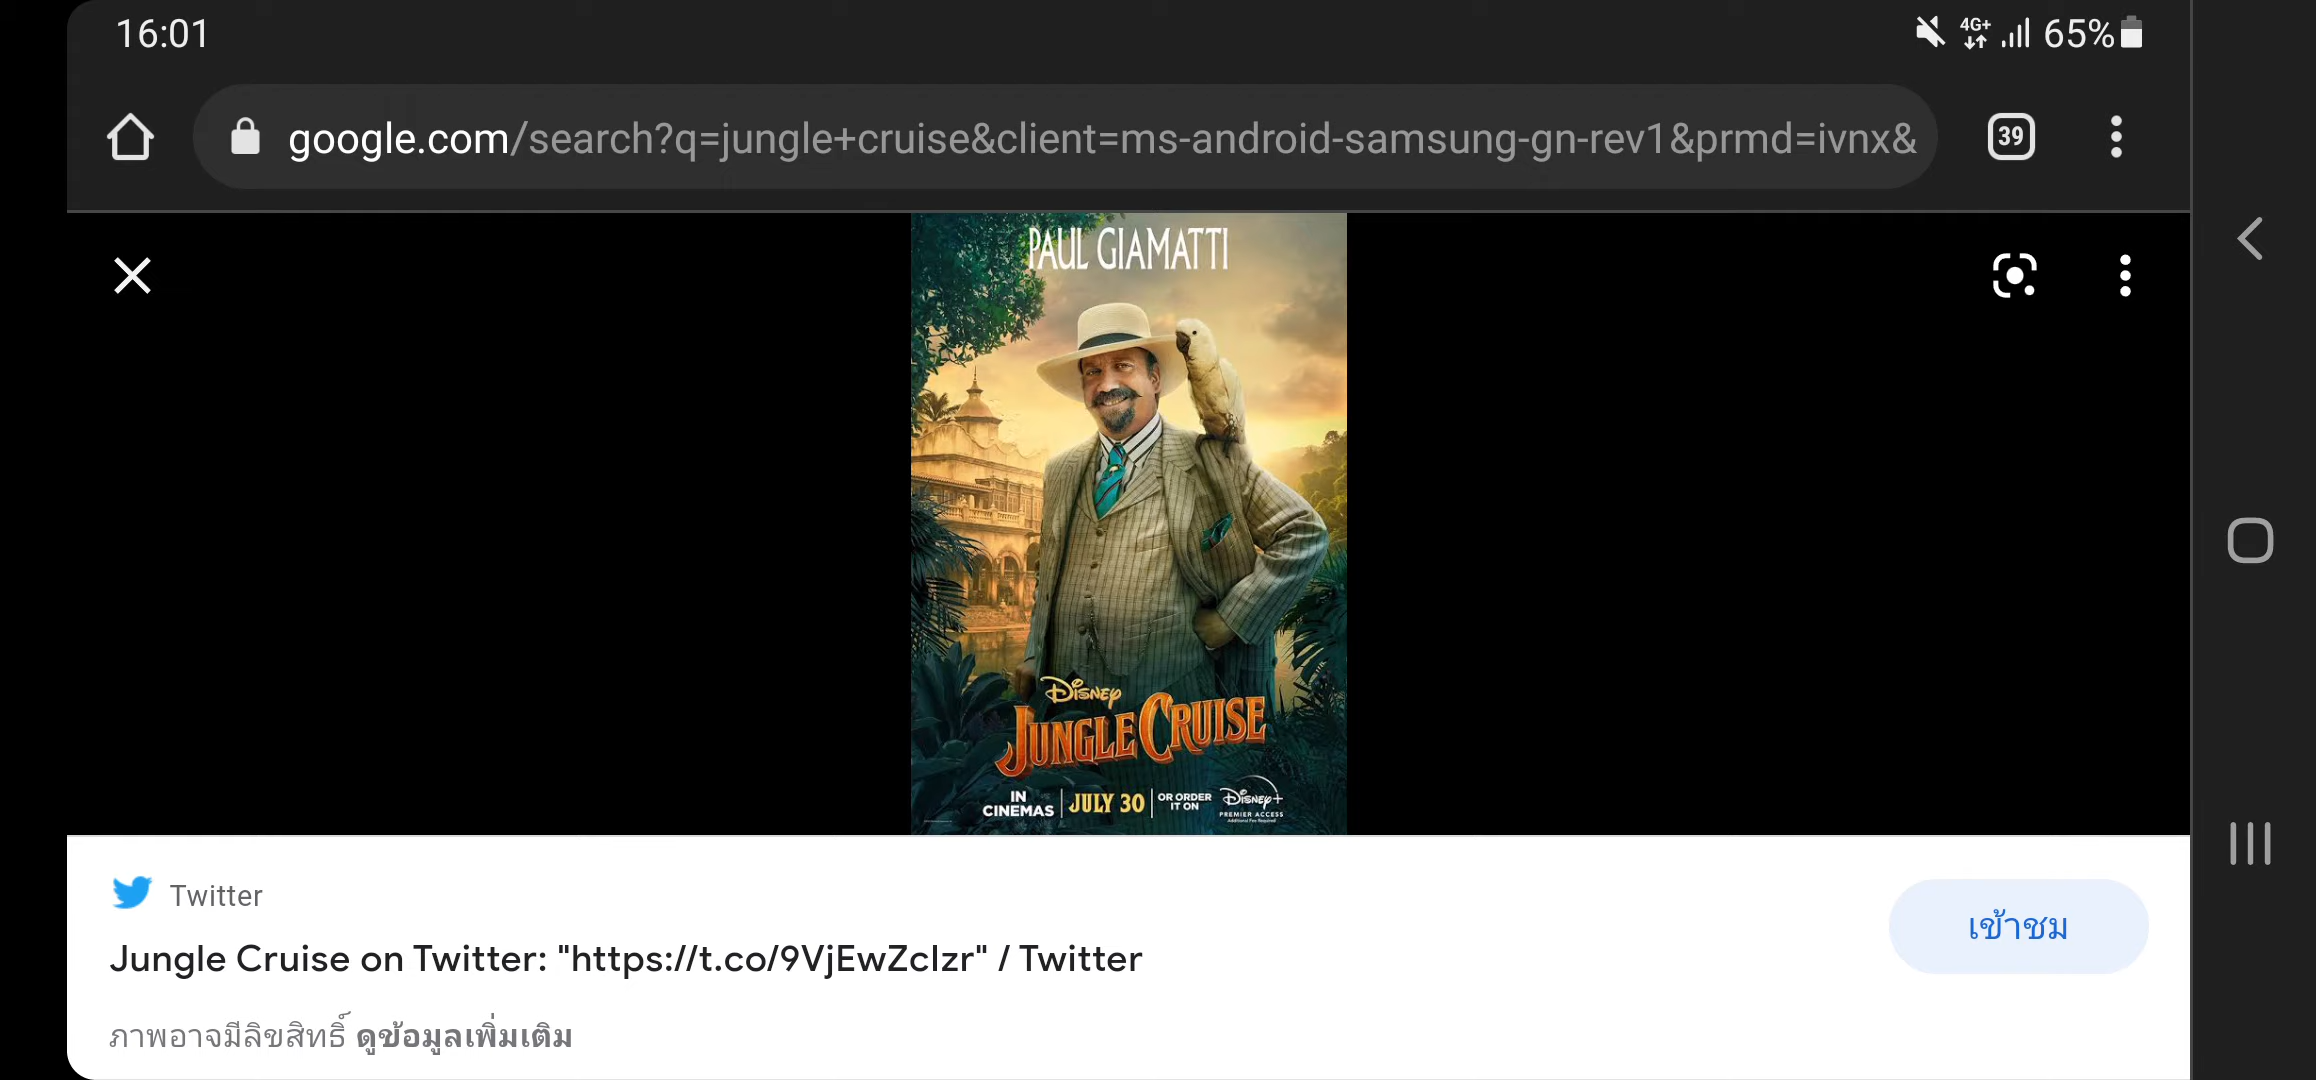 16:01
4G+ 65%
google.com/search?q=jungle+cruise&client=ms-android-samsung-gn-rev1&prmd=ivnx&
39
PAUL GIAMATTI
DISNEY
JUNGLE CRUISE
IN CINEMAS JULY 30 OR ORDER IT ON DISNEY+
PREMIER ACCESS
Additional Fee Required
Twitter
Jungle Cruise on Twitter: "https://t.co/9VjEwZclzr" / Twitter
เข้าชม
ภาพอาจมีลิขสิทธิ์ ดูข้อมูลเพิ่มเติม